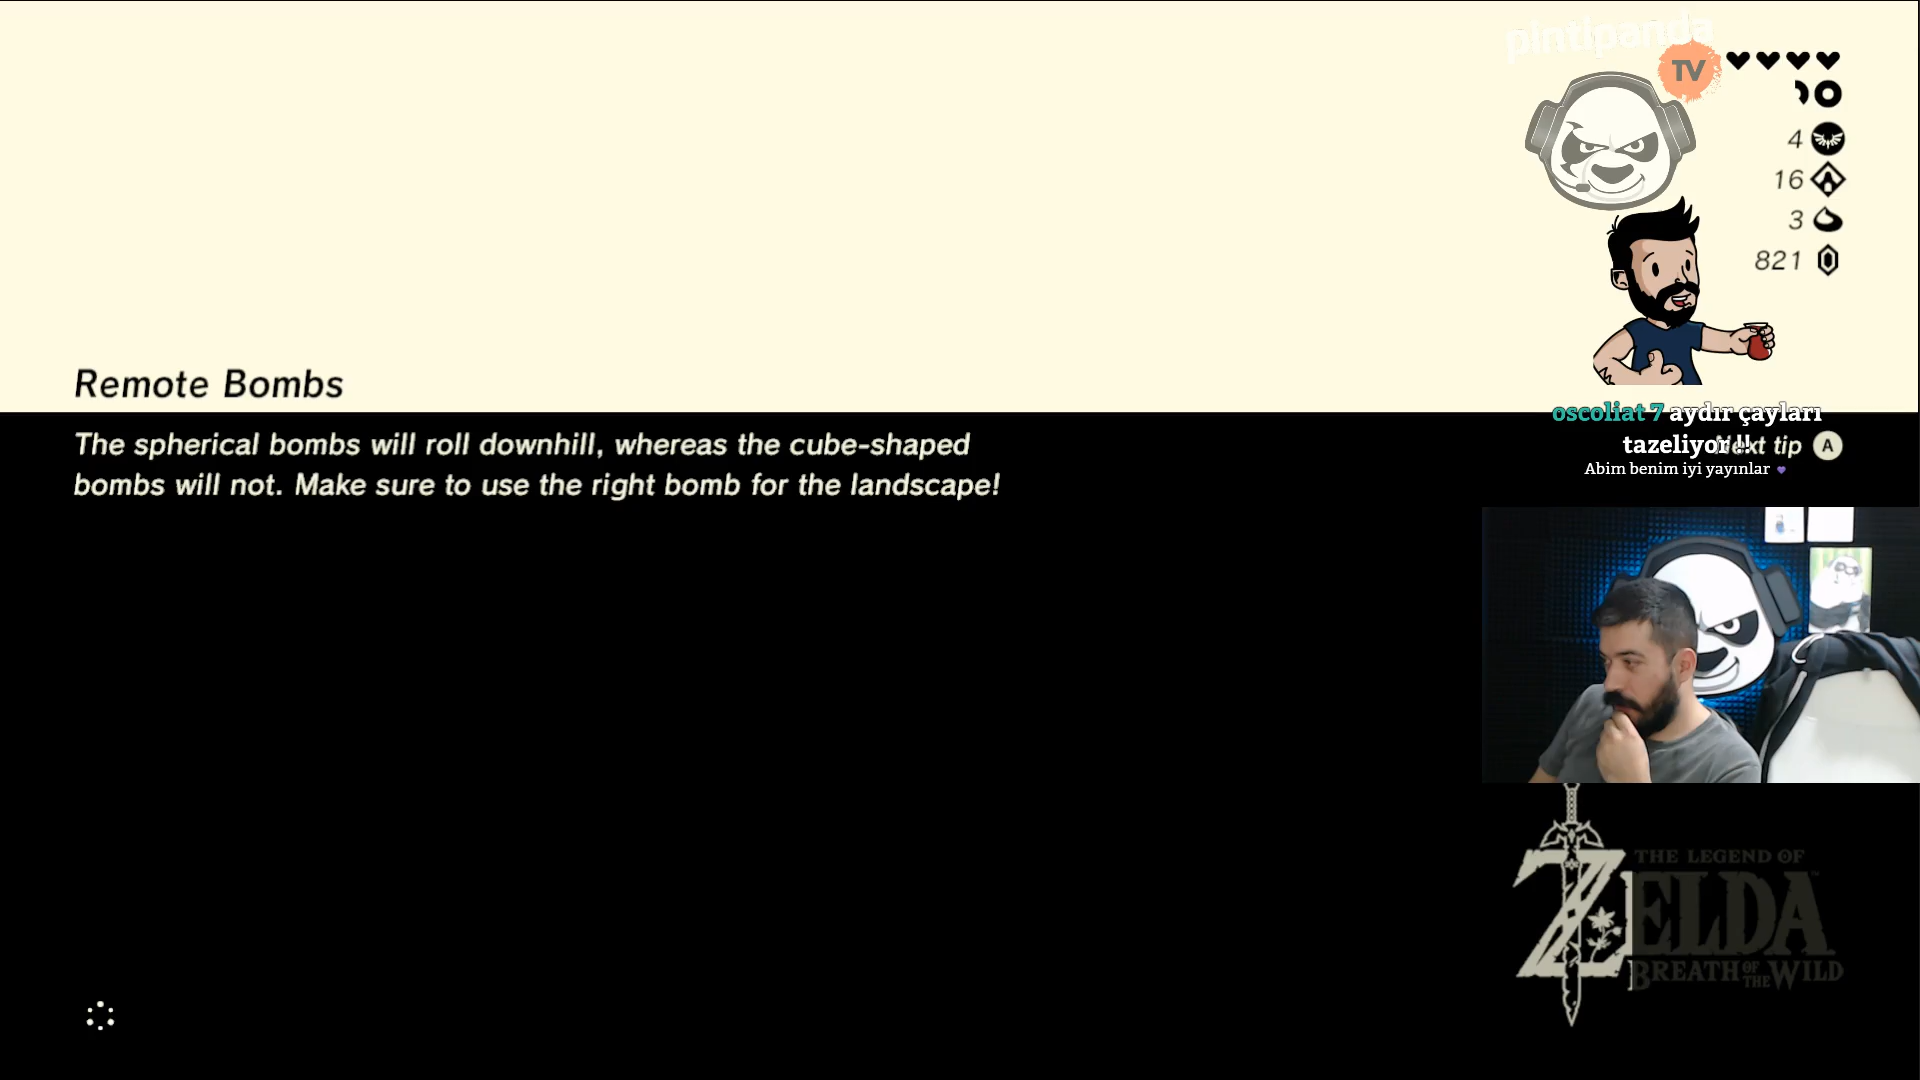 pintipanda
TV
4
16
3
821
Remote Bombs
The spherical bombs will roll downhill, whereas the cube-shaped
bombs will not. Make sure to use the right bomb for the landscape!
oscoliat 7 aydır çayları
tazeliyor !!
Next tip A
Abim benim iyi yayınlar
THE LEGEND OF
ZELDA
BREATH OF THE WILD